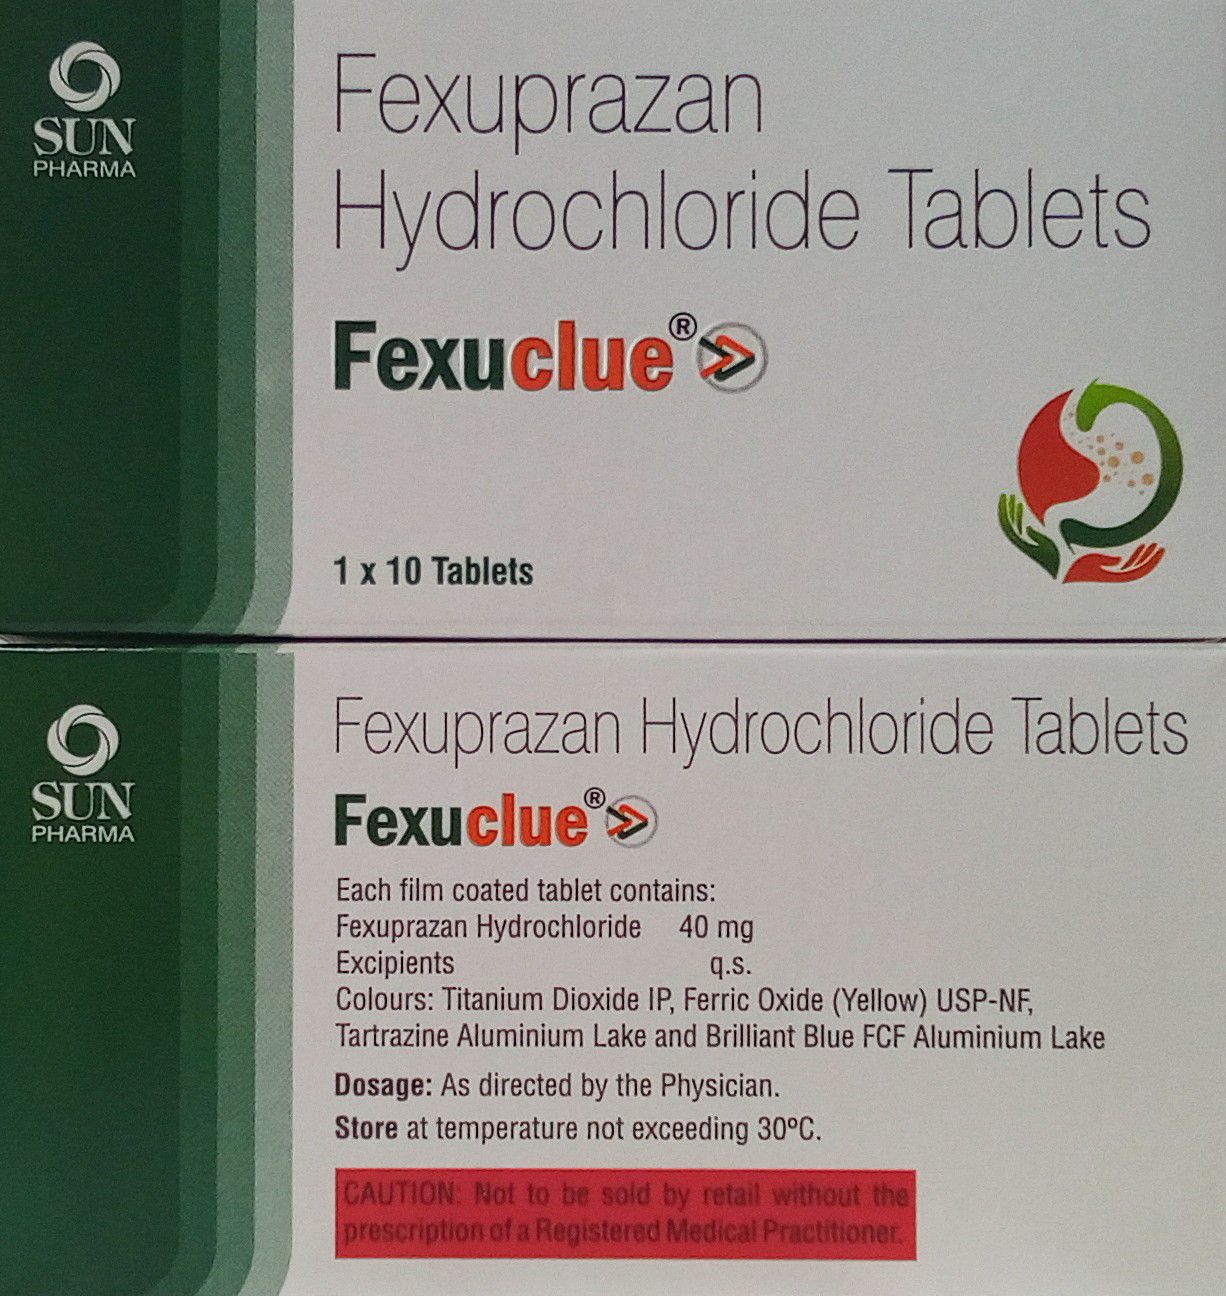 SUN
PHARMA
Fexuprazan
Hydrochloride Tablets
Fexuclue®
1 x 10 Tablets
SUN
PHARMA
Fexuprazan Hydrochloride Tablets
Fexuclue®
Each film coated tablet contains:
Fexuprazan Hydrochloride 40 mg
Excipients q.s.
Colours: Titanium Dioxide IP, Ferric Oxide (Yellow) USP-NF,
Tartrazine Aluminium Lake and Brilliant Blue FCF Aluminium Lake
Dosage: As directed by the Physician.
Store at temperature not exceeding 30ºC.
CAUTION: Not to be sold by retail without the
prescription of a Registered Medical Practitioner.